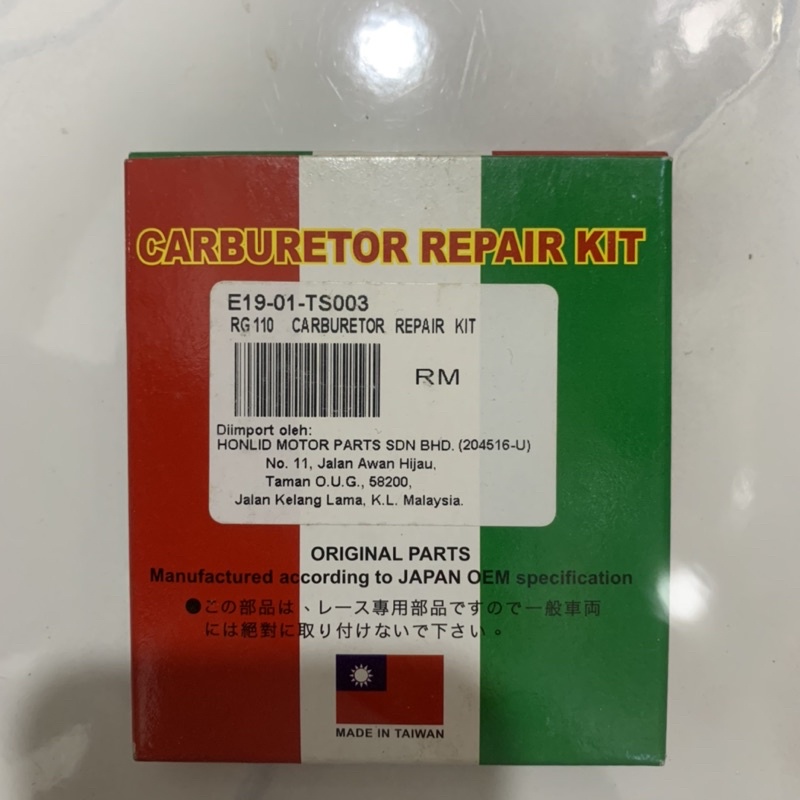 CARBURETOR REPAIR KIT
E19-01-TS003
RG110 CARBURETOR REPAIR KIT
RM
Diimport oleh:
HONLID MOTOR PARTS SDN BHD. (204516-U)
No. 11, Jalan Awan Hijau,
Taman O.U.G., 58200,
Jalan Kelang Lama, K.L. Malaysia.
ORIGINAL PARTS
Manufactured according to JAPAN OEM specification
●この部品は、レース專用部品ですので一般車両
には絕對に取り付けないで下さい。
MADE IN TAIWAN